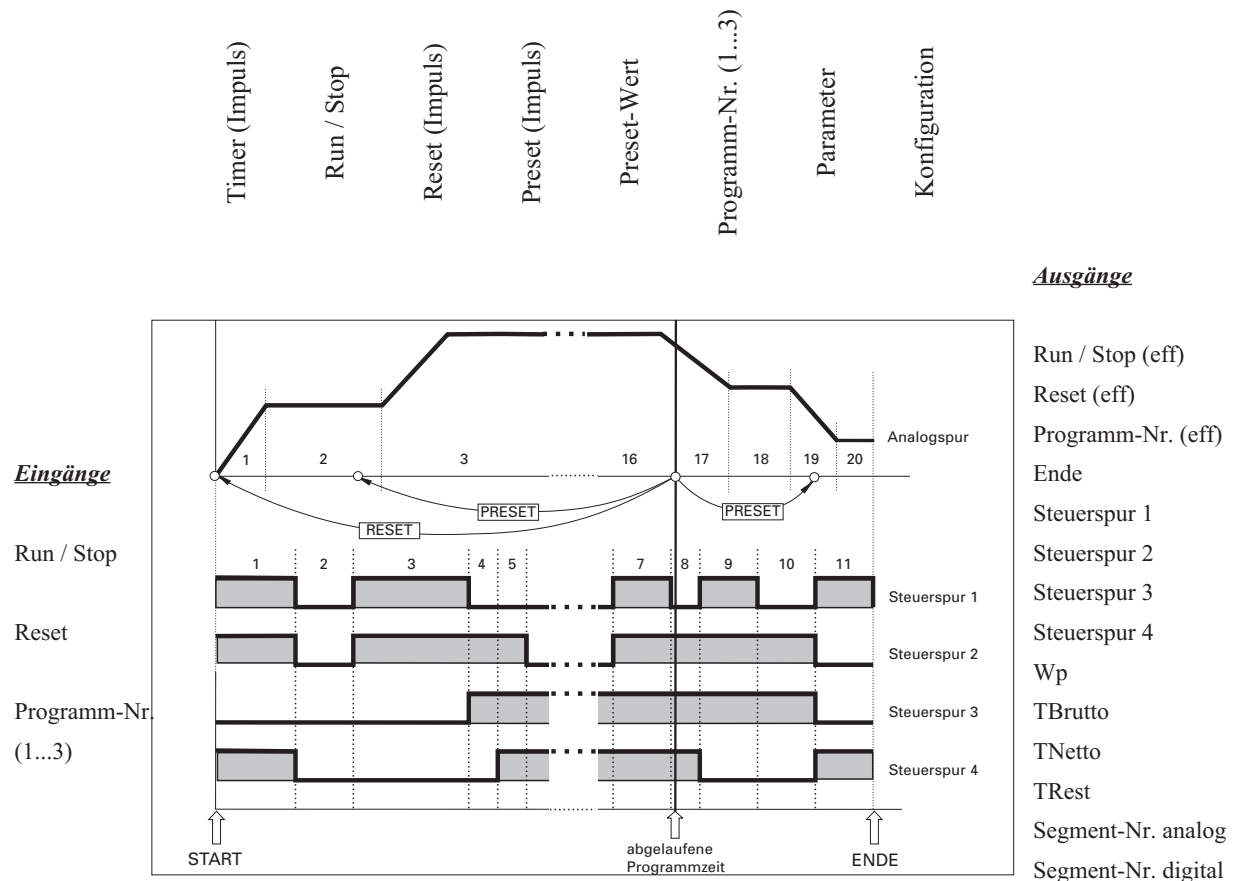 Timer (Impuls)
Run / Stop
Reset (Impuls)
Preset (Impuls)
Preset-Wert
Programm-Nr. (1...3)
Parameter
Konfiguration
Eingänge
Run / Stop
Reset
Programm-Nr.
(1...3)
Analogspur
1 2 3 16 17 18 19 20
PRESET PRESET
RESET
1 2 3 4 5 7 8 9 10 11
Steuerspur 1
Steuerspur 2
Steuerspur 3
Steuerspur 4
START
abgelaufene
Programmzeit
ENDE
Ausgänge
Run / Stop (eff)
Reset (eff)
Programm-Nr. (eff)
Ende
Steuerspur 1
Steuerspur 2
Steuerspur 3
Steuerspur 4
Wp
TBrutto
TNetto
TRest
Segment-Nr. analog
Segment-Nr. digital